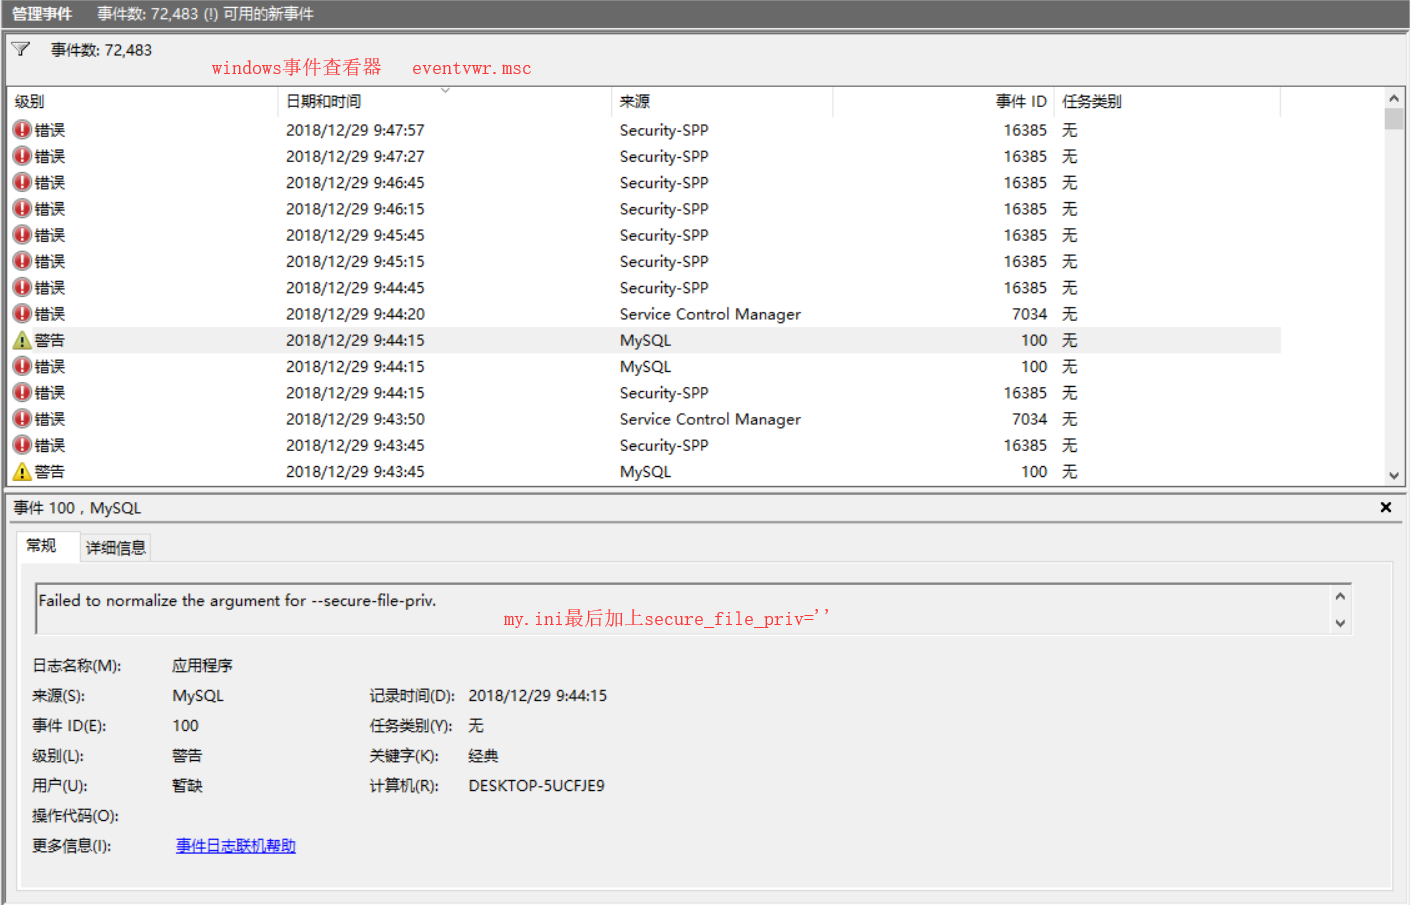 管理事件 事件数: 72,483 (!) 可用的新事件
事件数: 72,483
windows事件查看器 eventvwr.msc
级别 日期和时间 来源 事件 ID 任务类别
错误 2018/12/29 9:47:57 Security-SPP 16385 无
错误 2018/12/29 9:47:27 Security-SPP 16385 无
错误 2018/12/29 9:46:45 Security-SPP 16385 无
错误 2018/12/29 9:46:15 Security-SPP 16385 无
错误 2018/12/29 9:45:45 Security-SPP 16385 无
错误 2018/12/29 9:45:15 Security-SPP 16385 无
错误 2018/12/29 9:44:45 Security-SPP 16385 无
错误 2018/12/29 9:44:20 Service Control Manager 7034 无
警告 2018/12/29 9:44:15 MySQL 100 无
错误 2018/12/29 9:44:15 MySQL 100 无
错误 2018/12/29 9:44:15 Security-SPP 16385 无
错误 2018/12/29 9:43:50 Service Control Manager 7034 无
错误 2018/12/29 9:43:45 Security-SPP 16385 无
警告 2018/12/29 9:43:45 MySQL 100 无
事件 100，MySQL
常规 详细信息
Failed to normalize the argument for --secure-file-priv.
my.ini最后加上secure_file_priv=''
日志名称(M): 应用程序
来源(S): MySQL 记录时间(D): 2018/12/29 9:44:15
事件 ID(E): 100 任务类别(Y): 无
级别(L): 警告 关键字(K): 经典
用户(U): 暂缺 计算机(R): DESKTOP-5UCFJE9
操作代码(O):
更多信息(I): 事件日志联机帮助